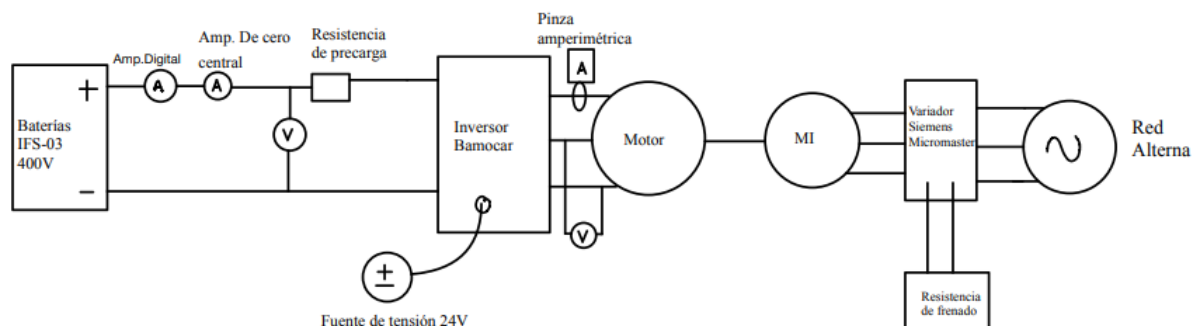 Pinza
amperimétrica
Amp. De cero
central
Resistencia
de precarga
Amp.Digital
A
A
A
+
Baterías
IFS-03
400V
−
V
Inversor
Bamocar
Motor
MI
Variador
Siemens
Micromaster
Red
Alterna
V
±
Fuente de tensión 24V
Resistencia
de frenado